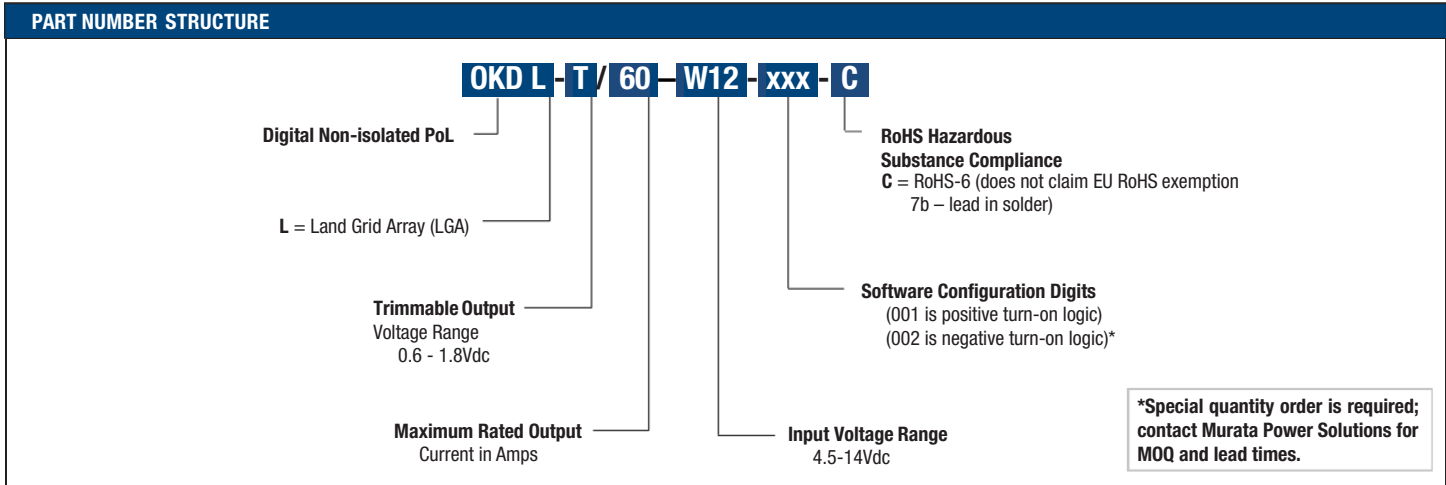 PART NUMBER STRUCTURE
OKD L - T / 60 – W12 - xxx - C
Digital Non-isolated PoL
L = Land Grid Array (LGA)
Trimmable Output
Voltage Range
0.6 - 1.8Vdc
Maximum Rated Output
Current in Amps
Input Voltage Range
4.5-14Vdc
Software Configuration Digits
(001 is positive turn-on logic)
(002 is negative turn-on logic)*
RoHS Hazardous
Substance Compliance
C = RoHS-6 (does not claim EU RoHS exemption
7b – lead in solder)
*Special quantity order is required;
contact Murata Power Solutions for
MOQ and lead times.